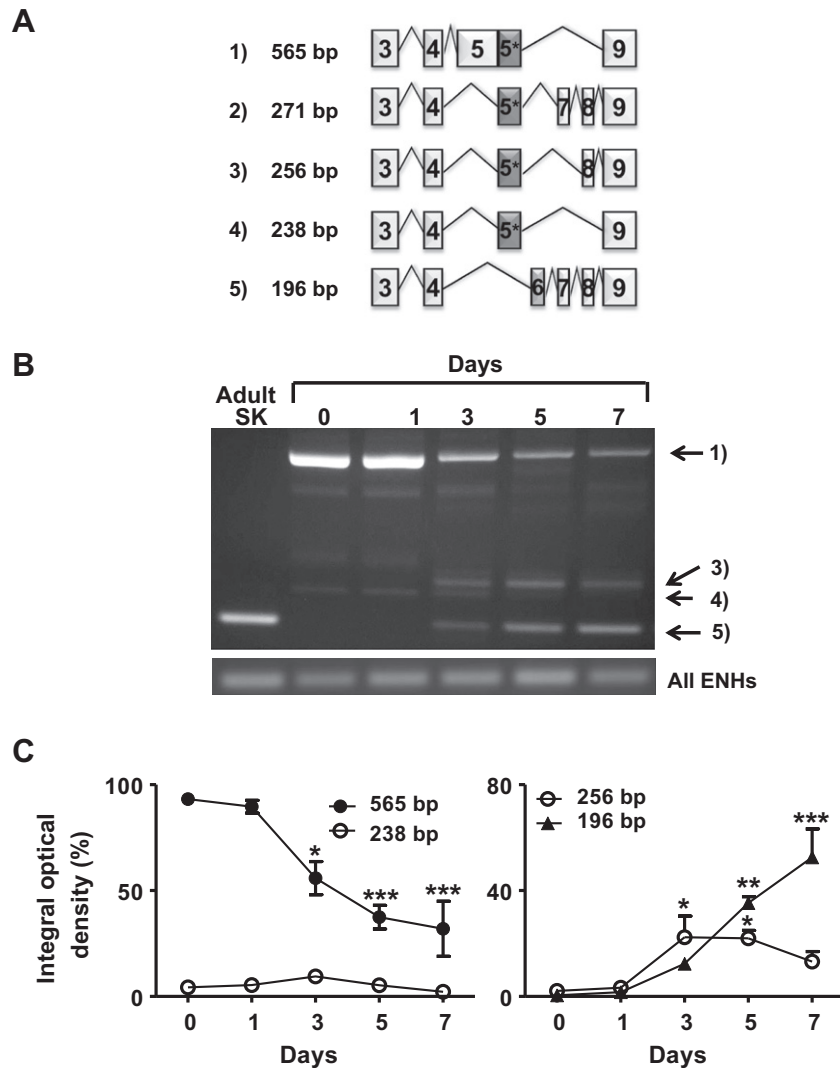 A
1) 565 bp 3 4 5 5* 9
2) 271 bp 3 4 5* 7 8 9
3) 256 bp 3 4 5* 8 9
4) 238 bp 3 4 5* 9
5) 196 bp 3 4 6 7 8 9
B
Days
Adult
SK 0 1 3 5 7
1)
3)
4)
5)
All ENHs
C
Integral optical
density (%)
100
50
0
565 bp
238 bp
*
***
***
0 1 3 5 7
Days
80
40
0
256 bp
196 bp
*
**
*
***
0 1 3 5 7
Days